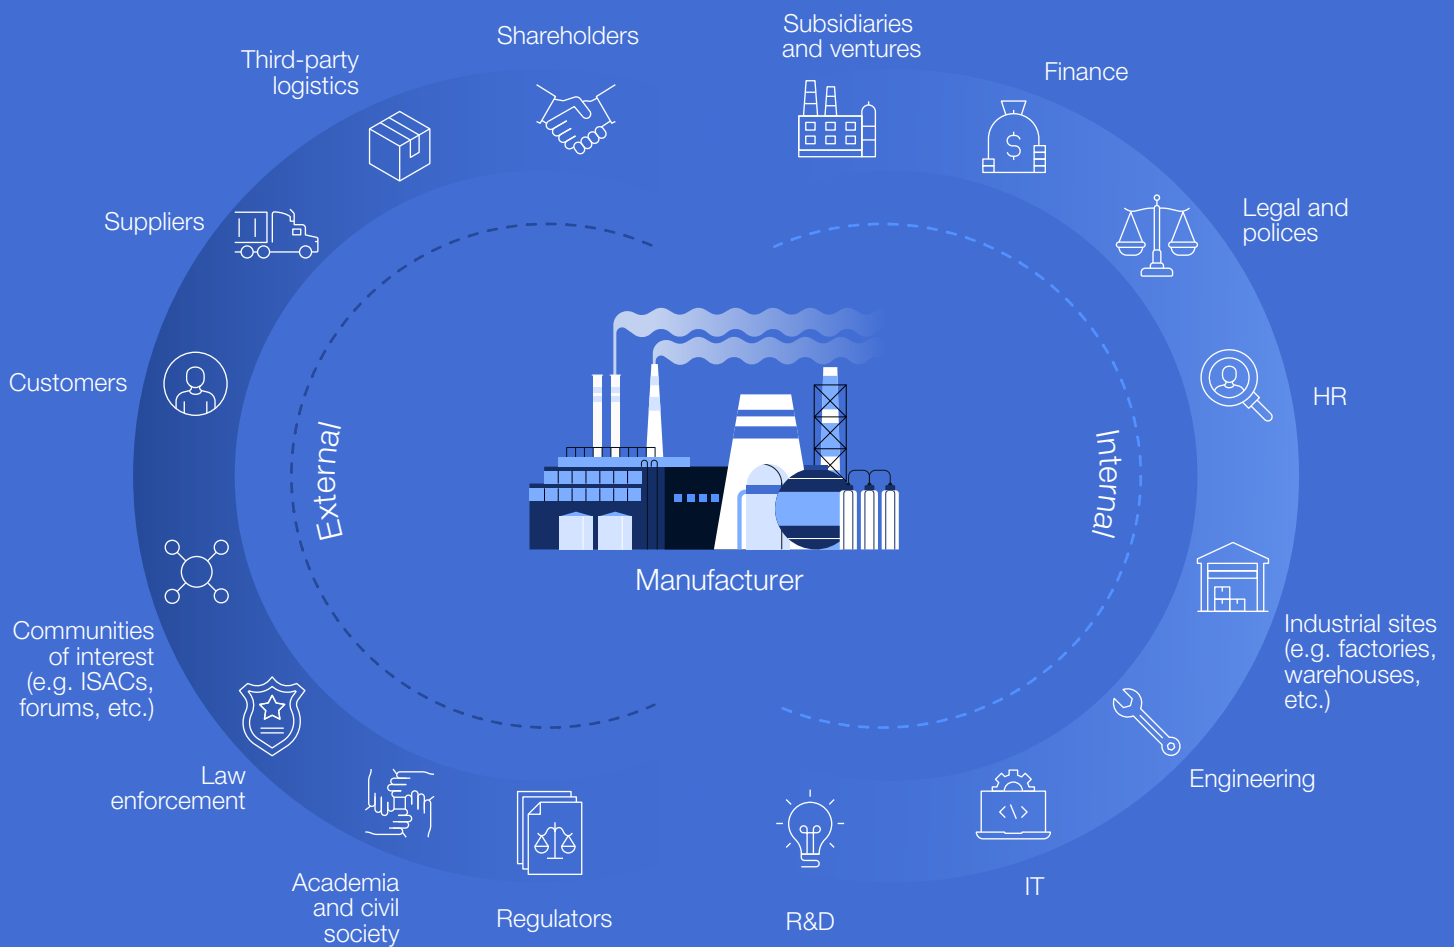 Shareholders
Subsidiaries
and ventures
Third-party
logistics
Finance
$
Suppliers
Legal and
polices
Customers
HR
External
Internal
Manufacturer
Communities
of interest
(e.g. ISACs,
forums, etc.)
Industrial sites
(e.g. factories,
warehouses,
etc.)
Law
enforcement
Engineering
<\>
Academia
and civil
society
Regulators
R&D
IT